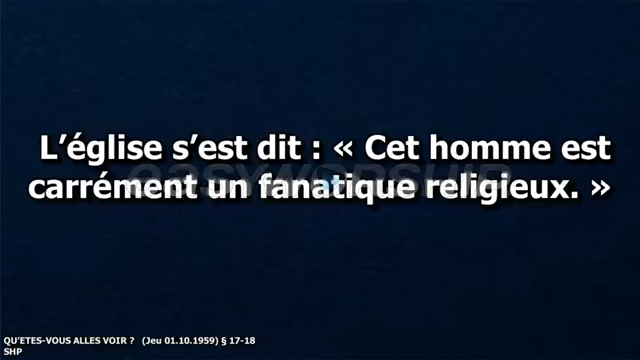 L’église s’est dit : « Cet homme est
carrément un fanatique religieux. »
easyworship
QU’ETES-VOUS ALLES VOIR ? (Jeu 01.10.1959) § 17-18
SHP